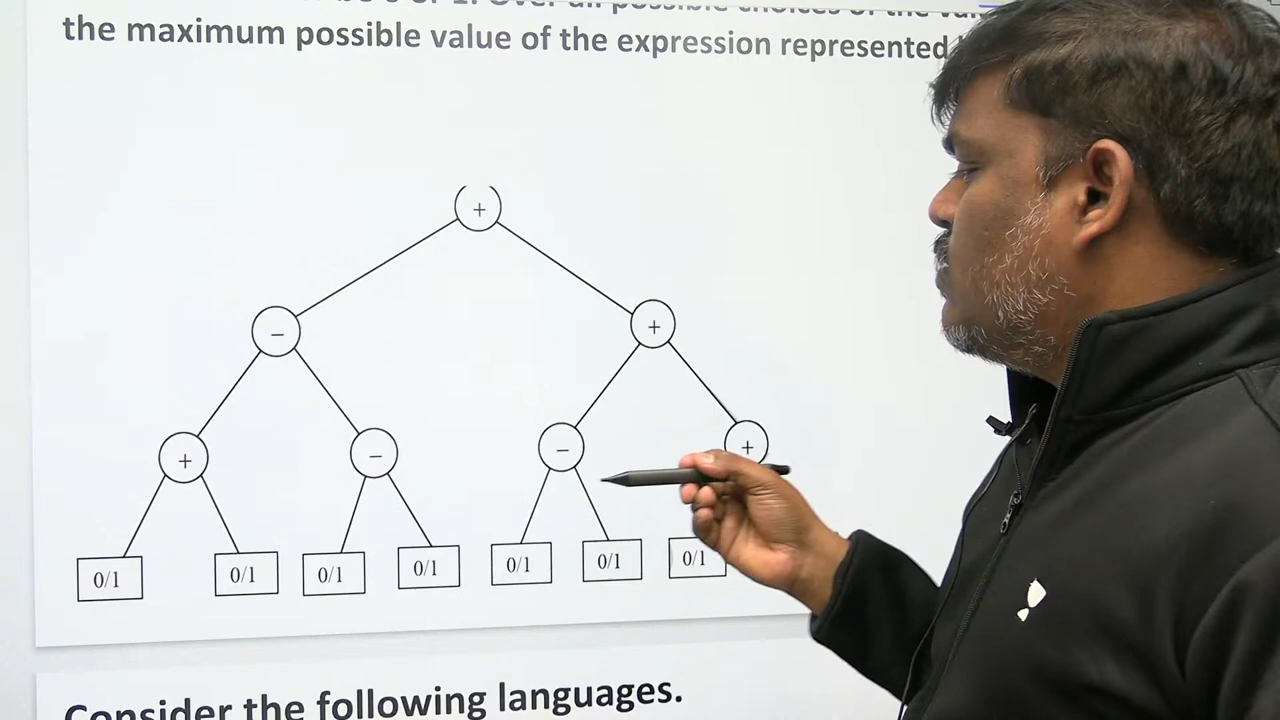 the maximum possible value of the expression represented
+
− +
+ − − +
0/1 0/1 0/1 0/1 0/1 0/1 0/1
Consider the following languages.